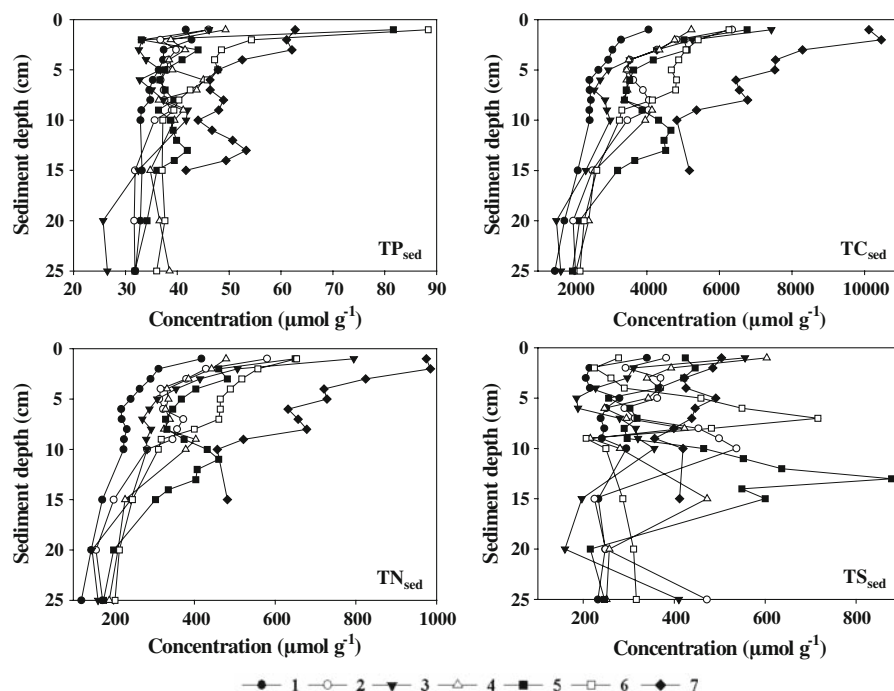 0
5
10
15
20
25
Sediment depth (cm)
20 30 40 50 60 70 80 90
Concentration (µmol g⁻¹)
TPsed
0
5
10
15
20
25
Sediment depth (cm)
2000 4000 6000 8000 10000
Concentration (µmol g⁻¹)
TCsed
0
5
10
15
20
25
Sediment depth (cm)
200 400 600 800 1000
Concentration (µmol g⁻¹)
TNsed
0
5
10
15
20
25
Sediment depth (cm)
200 400 600 800
Concentration (µmol g⁻¹)
TSsed
1 2 3 4 5 6 7